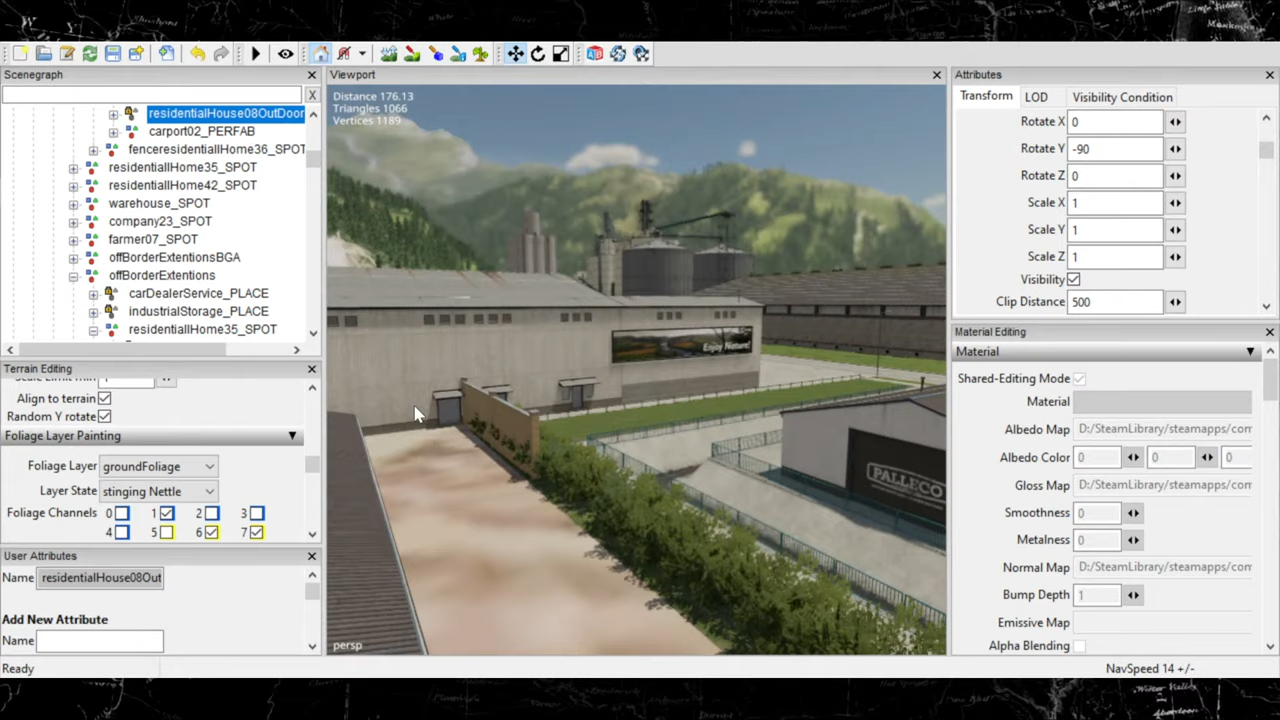 Scenegraph
X
residentialHouse08OutDoor
carport02_PERFAB
fenceresidentialHome36_SPOT
residentiallHome35_SPOT
residentiallHome42_SPOT
warehouse_SPOT
company23_SPOT
farmer07_SPOT
offBorderExtentionsBGA
offBorderExtentions
carDealerService_PLACE
industrialStorage_PLACE
residentiallHome35_SPOT
Terrain Editing
Align to terrain
Random Y rotate
Foliage Layer Painting
Foliage Layer groundFoliage
Layer State stinging Nettle
Foliage Channels 0 1 2 3
4 5 6 7
User Attributes
Name residentialHouse08Out
Add New Attribute
Name
Ready
Viewport
Distance 176.13
Triangles 1066
Vertices 1189
Enjoy Nature!
PALLECO
persp
Attributes
Transform LOD Visibility Condition
Rotate X 0
Rotate Y -90
Rotate Z 0
Scale X 1
Scale Y 1
Scale Z 1
Visibility
Clip Distance 500
Material Editing
Material
Shared-Editing Mode
Material
Albedo Map D:/SteamLibrary/steamapps/com
Albedo Color 0 0 0
Gloss Map D:/SteamLibrary/steamapps/com
Smoothness 0
Metalness 0
Normal Map D:/SteamLibrary/steamapps/com
Bump Depth 1
Emissive Map
Alpha Blending
NavSpeed 14 +/-